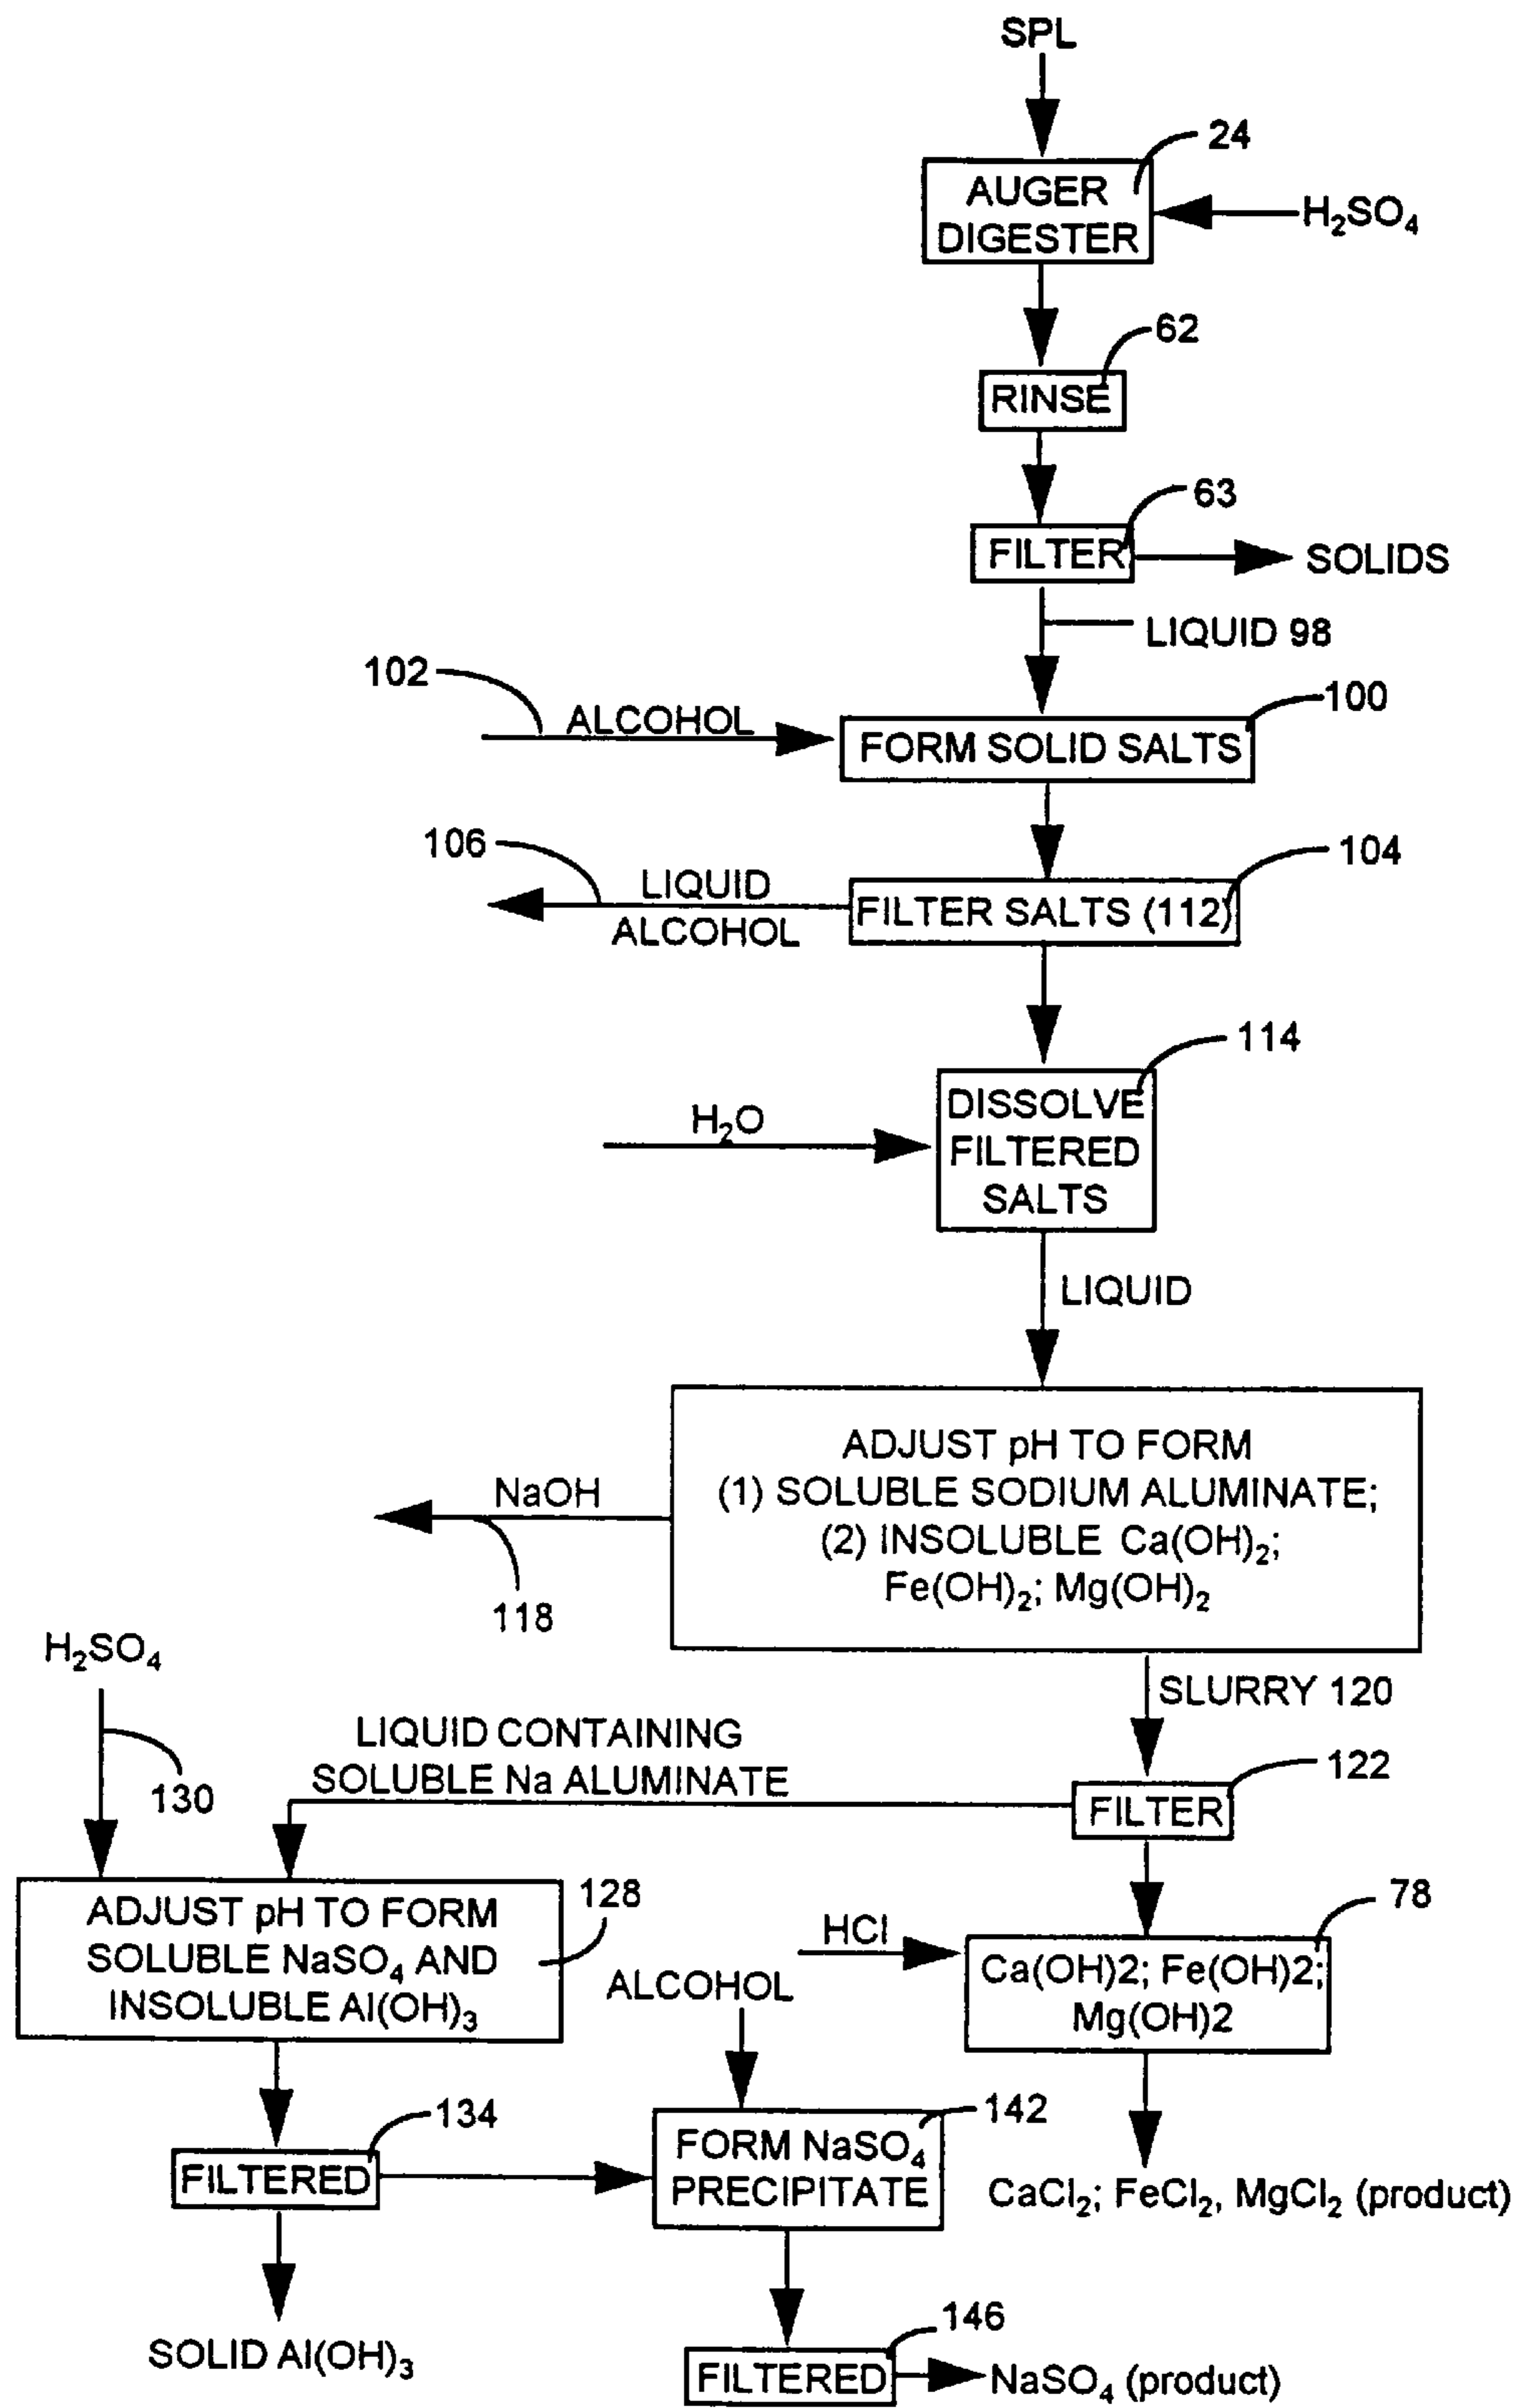 SPL
24
AUGER
DIGESTER
H₂SO₄
62
RINSE
63
FILTER
SOLIDS
LIQUID 98
102
ALCOHOL
100
FORM SOLID SALTS
106
LIQUID
ALCOHOL
104
FILTER SALTS (112)
114
H₂O
DISSOLVE
FILTERED
SALTS
LIQUID
ADJUST pH TO FORM
(1) SOLUBLE SODIUM ALUMINATE;
(2) INSOLUBLE Ca(OH)₂;
Fe(OH)₂; Mg(OH)₂
NaOH
118
H₂SO₄
130
SLURRY 120
LIQUID CONTAINING
SOLUBLE Na ALUMINATE
122
FILTER
128
ADJUST pH TO FORM
SOLUBLE NaSO₄ AND
INSOLUBLE Al(OH)₃
78
HCl
Ca(OH)2; Fe(OH)2;
Mg(OH)2
ALCOHOL
134
FILTERED
142
FORM NaSO₄
PRECIPITATE
CaCl₂; FeCl₂, MgCl₂ (product)
SOLID Al(OH)₃
146
FILTERED
NaSO₄ (product)